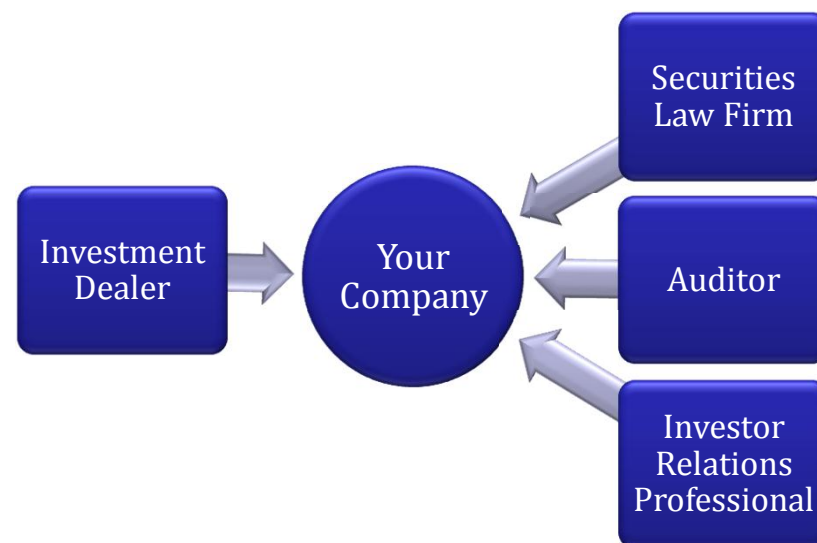 Investment
Dealer
Your
Company
Securities
Law Firm
Auditor
Investor
Relations
Professional